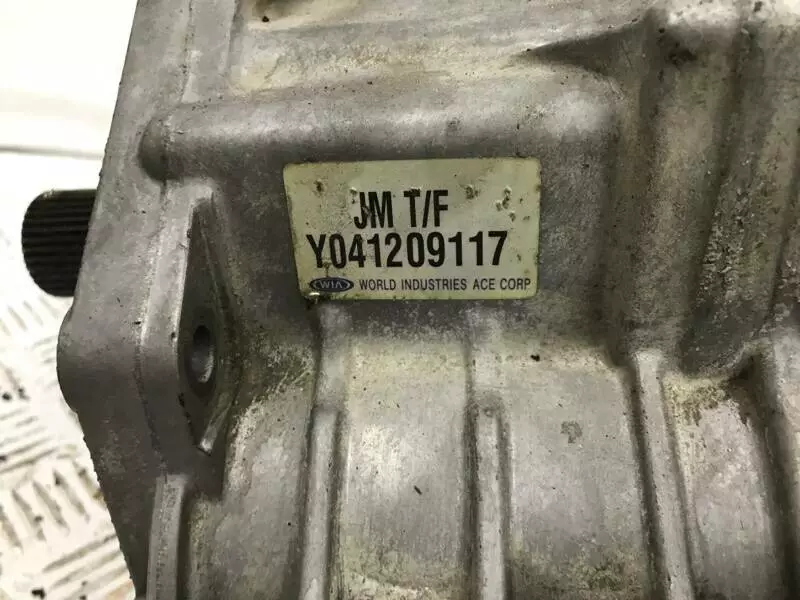 JM T/F
Y041209117
WIA WORLD INDUSTRIES ACE CORP